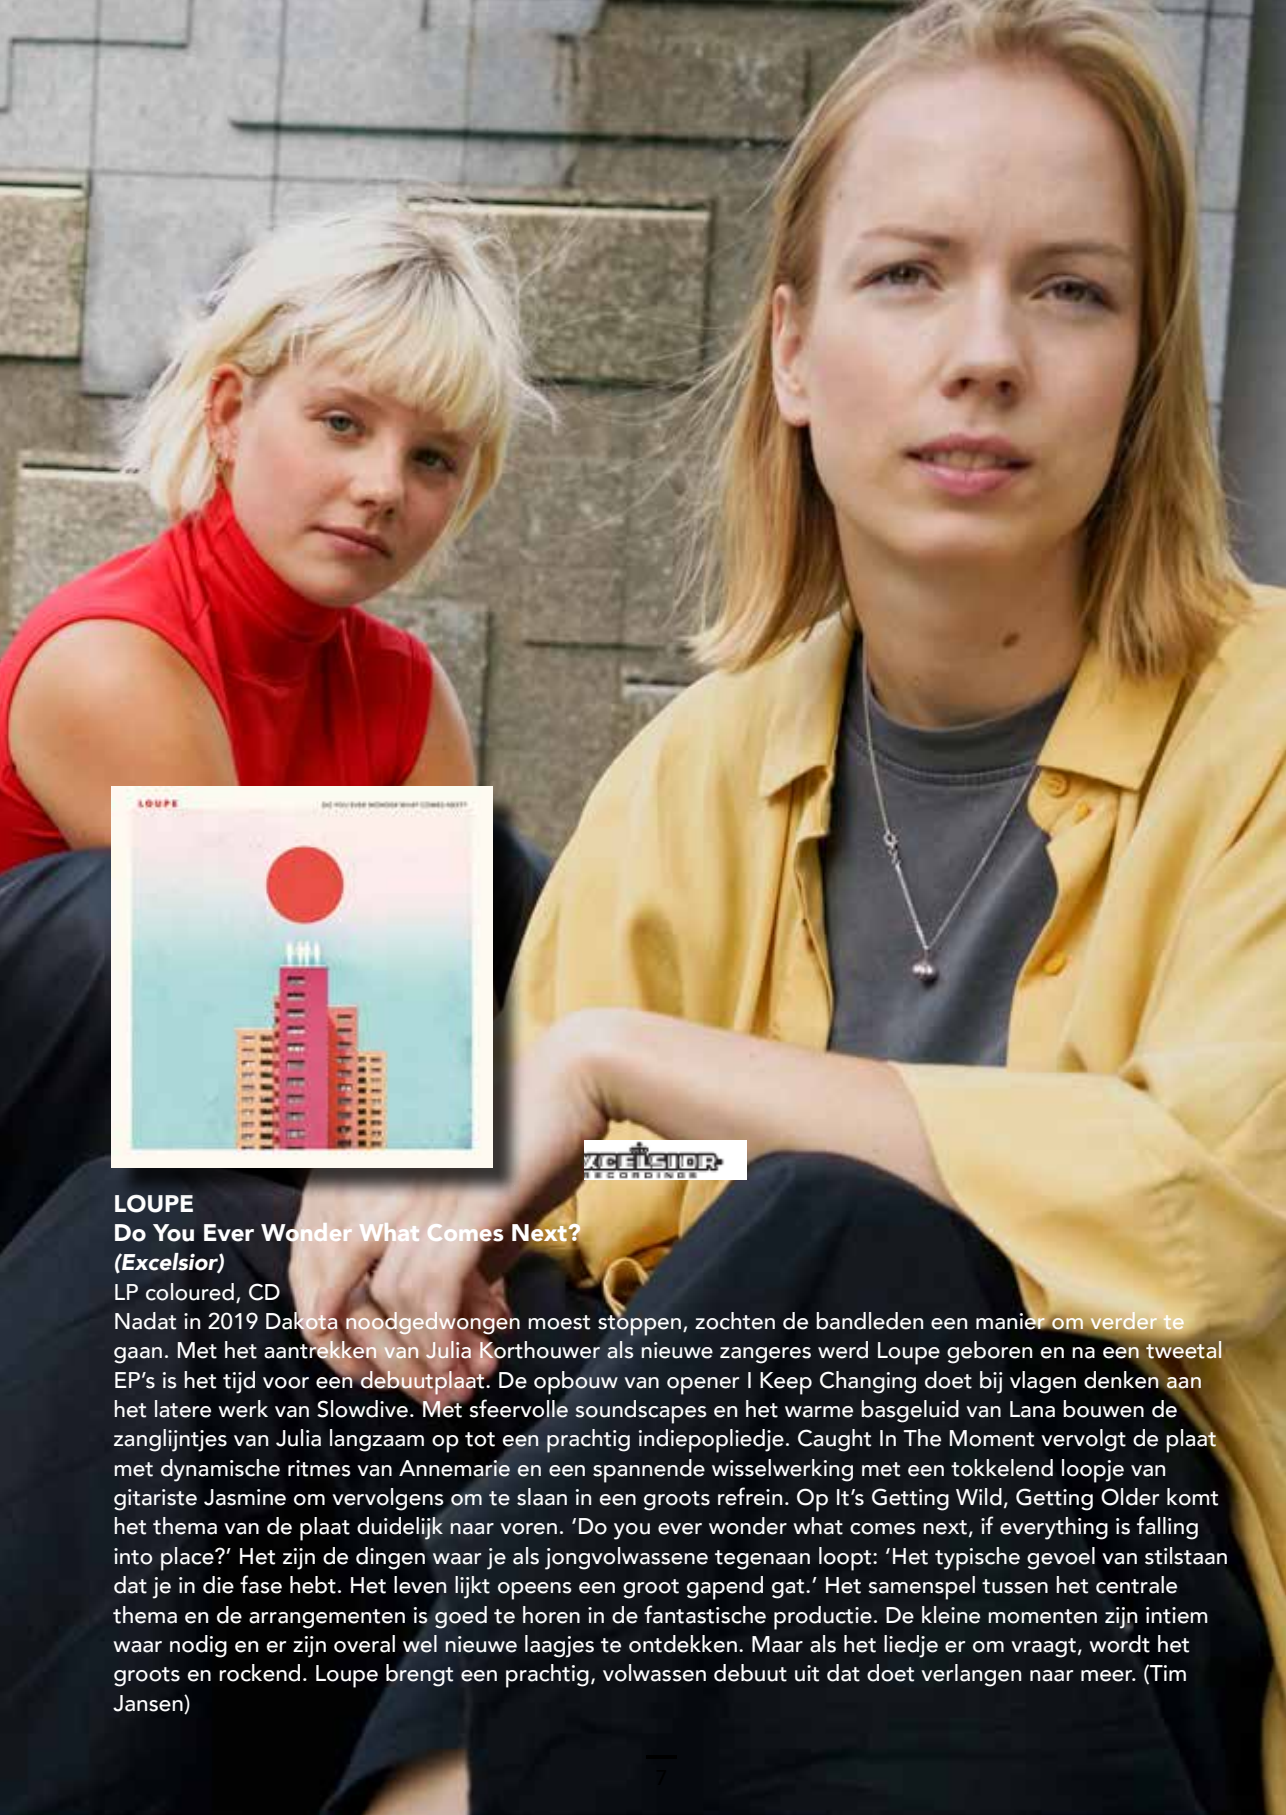 LOUPE
DO YOU EVER WONDER WHAT COMES NEXT?
XCELSIOR
RECORDINGS
LOUPE
Do You Ever Wonder What Comes Next?
(Excelsior)
LP coloured, CD
Nadat in 2019 Dakota noodgedwongen moest stoppen, zochten de bandleden een manier om verder te
gaan. Met het aantrekken van Julia Korthouwer als nieuwe zangeres werd Loupe geboren en na een tweetal
EP’s is het tijd voor een debuutplaat. De opbouw van opener I Keep Changing doet bij vlagen denken aan
het latere werk van Slowdive. Met sfeervolle soundscapes en het warme basgeluid van Lana bouwen de
zanglijntjes van Julia langzaam op tot een prachtig indiepopliedje. Caught In The Moment vervolgt de plaat
met dynamische ritmes van Annemarie en een spannende wisselwerking met een tokkelend loopje van
gitariste Jasmine om vervolgens om te slaan in een groots refrein. Op It’s Getting Wild, Getting Older komt
het thema van de plaat duidelijk naar voren. ‘Do you ever wonder what comes next, if everything is falling
into place?’ Het zijn de dingen waar je als jongvolwassene tegenaan loopt: ‘Het typische gevoel van stilstaan
dat je in die fase hebt. Het leven lijkt opeens een groot gapend gat.’ Het samenspel tussen het centrale
thema en de arrangementen is goed te horen in de fantastische productie. De kleine momenten zijn intiem
waar nodig en er zijn overal wel nieuwe laagjes te ontdekken. Maar als het liedje er om vraagt, wordt het
groots en rockend. Loupe brengt een prachtig, volwassen debuut uit dat doet verlangen naar meer. (Tim
Jansen)
7